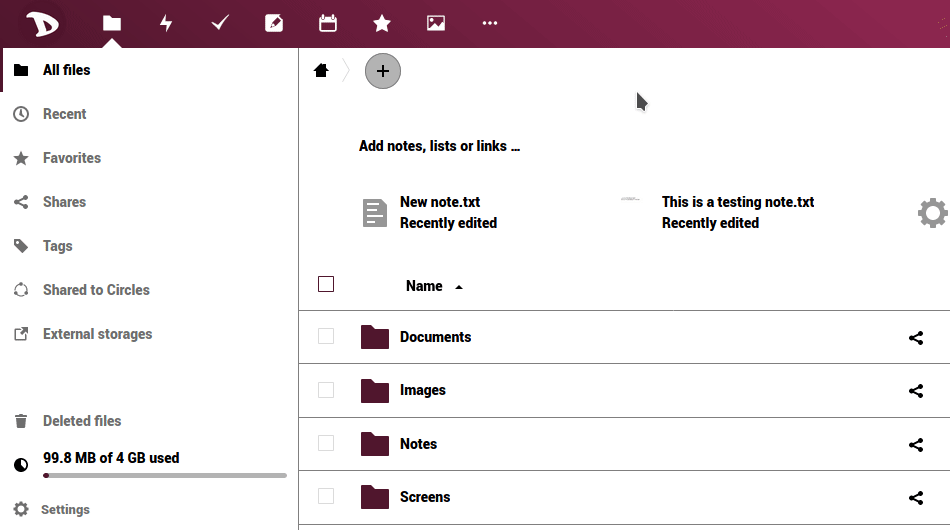 All files
Recent
Favorites
Shares
Tags
Shared to Circles
External storages
Deleted files
99.8 MB of 4 GB used
Settings
Add notes, lists or links ...
New note.txt
Recently edited
This is a testing note.txt
Recently edited
Name
Documents
Images
Notes
Screens